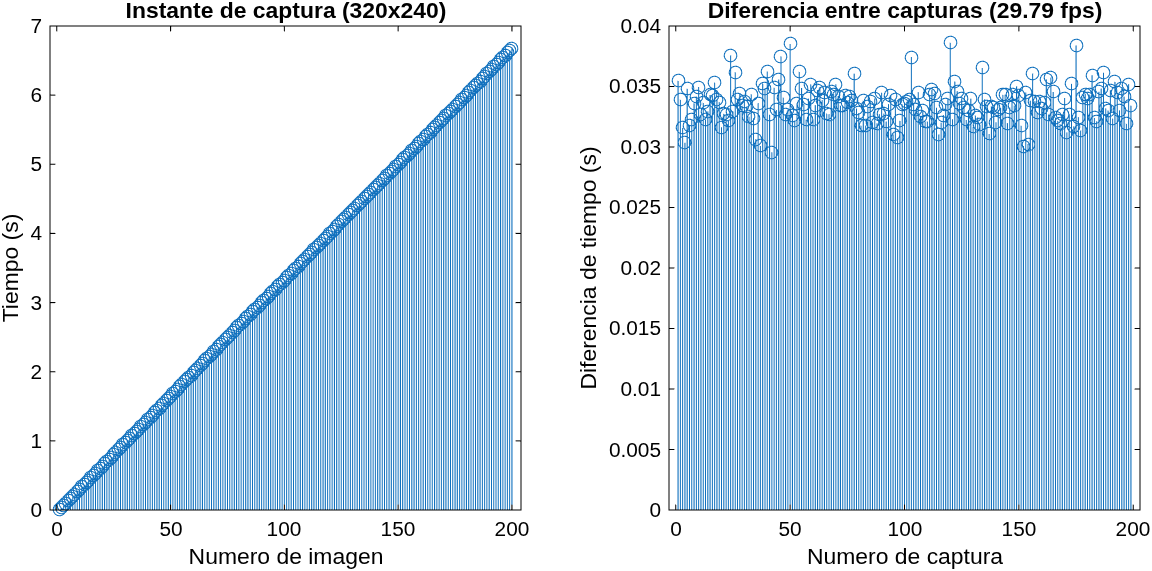 Instante de captura (320x240)
7
6
5
4
3
2
1
0
0 50 100 150 200
Numero de imagen
Tiempo (s)
Diferencia entre capturas (29.79 fps)
0.04
0.035
0.03
0.025
0.02
0.015
0.01
0.005
0
0 50 100 150 200
Numero de captura
Diferencia de tiempo (s)